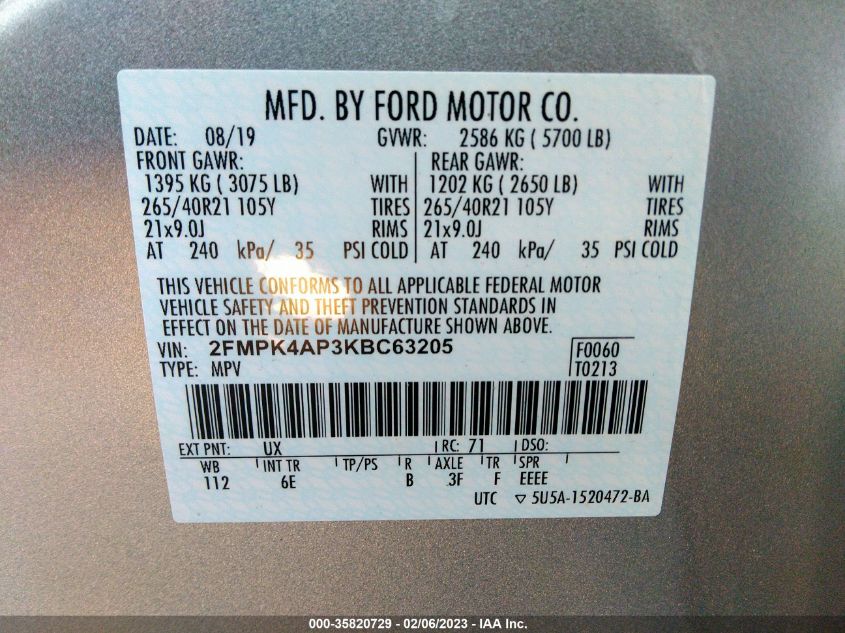 MFD. BY FORD MOTOR CO.
DATE: 08/19 GVWR: 2586 KG ( 5700 LB)
FRONT GAWR: REAR GAWR:
1395 KG ( 3075 LB) WITH 1202 KG ( 2650 LB) WITH
265/40R21 105Y TIRES 265/40R21 105Y TIRES
21x9.0J RIMS 21x9.0J RIMS
AT 240 kPa/ 35 PSI COLD AT 240 kPa/ 35 PSI COLD
THIS VEHICLE CONFORMS TO ALL APPLICABLE FEDERAL MOTOR
VEHICLE SAFETY AND THEFT PREVENTION STANDARDS IN
EFFECT ON THE DATE OF MANUFACTURE SHOWN ABOVE.
VIN: 2FMPK4AP3KBC63205 F0060
TYPE: MPV T0213
EXT PNT: UX RC: 71 DSO:
WB INT TR TP/PS R AXLE TR SPR
112 6E B 3F F EEEE
UTC ▽ 5U5A-1520472-BA
000-35820729 - 02/06/2023 - IAA Inc.